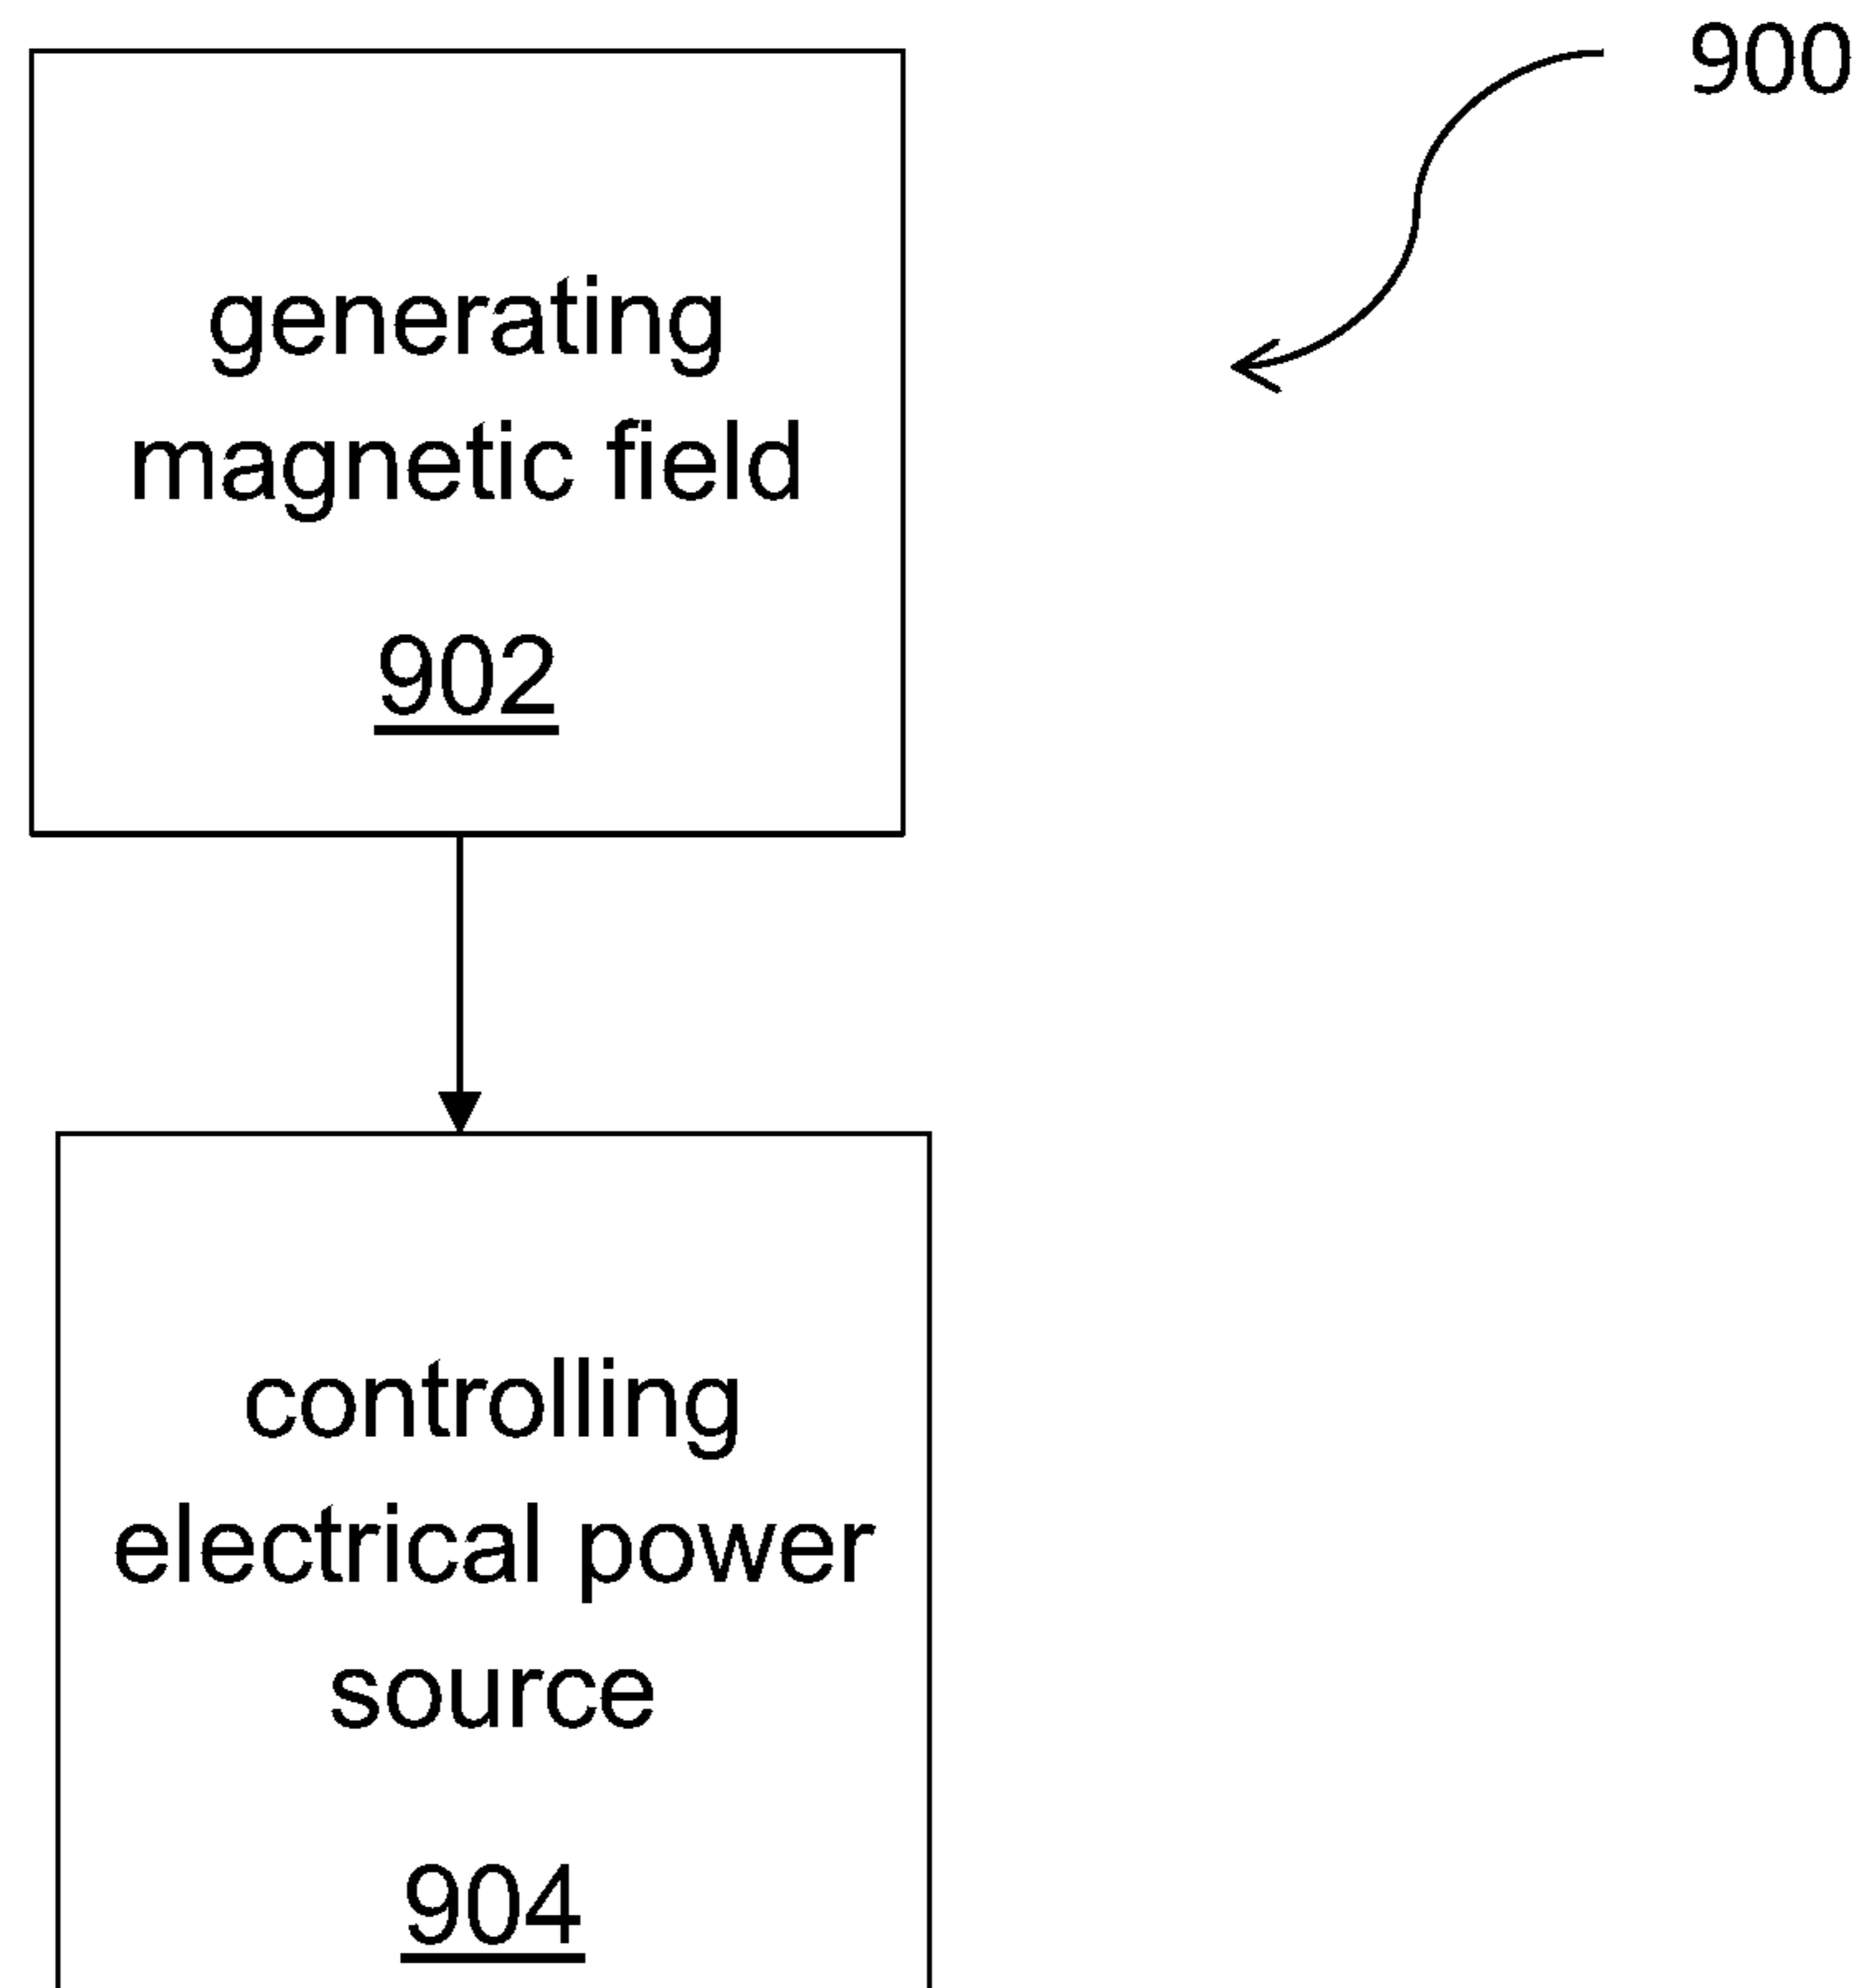 900
generating
magnetic field
902
controlling
electrical power
source
904